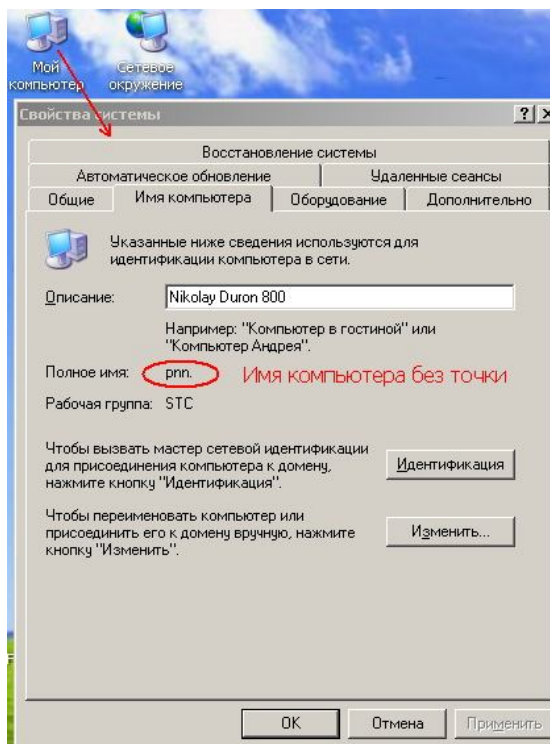 Мой компьютер
Сетевое окружение
Свойства системы
Восстановление системы
Автоматическое обновление
Удаленные сеансы
Общие
Имя компьютера
Оборудование
Дополнительно
Указанные ниже сведения используются для
идентификации компьютера в сети.
Описание: Nikolay Duron 800
Например: "Компьютер в гостиной" или
"Компьютер Андрея".
Полное имя: pnn. Имя компьютера без точки
Рабочая группа: STC
Чтобы вызвать мастер сетевой идентификации
для присоединения компьютера к домену,
нажмите кнопку "Идентификация".
Идентификация
Чтобы переименовать компьютер или
присоединить его к домену вручную, нажмите
кнопку "Изменить".
Изменить...
OK
Отмена
Применить